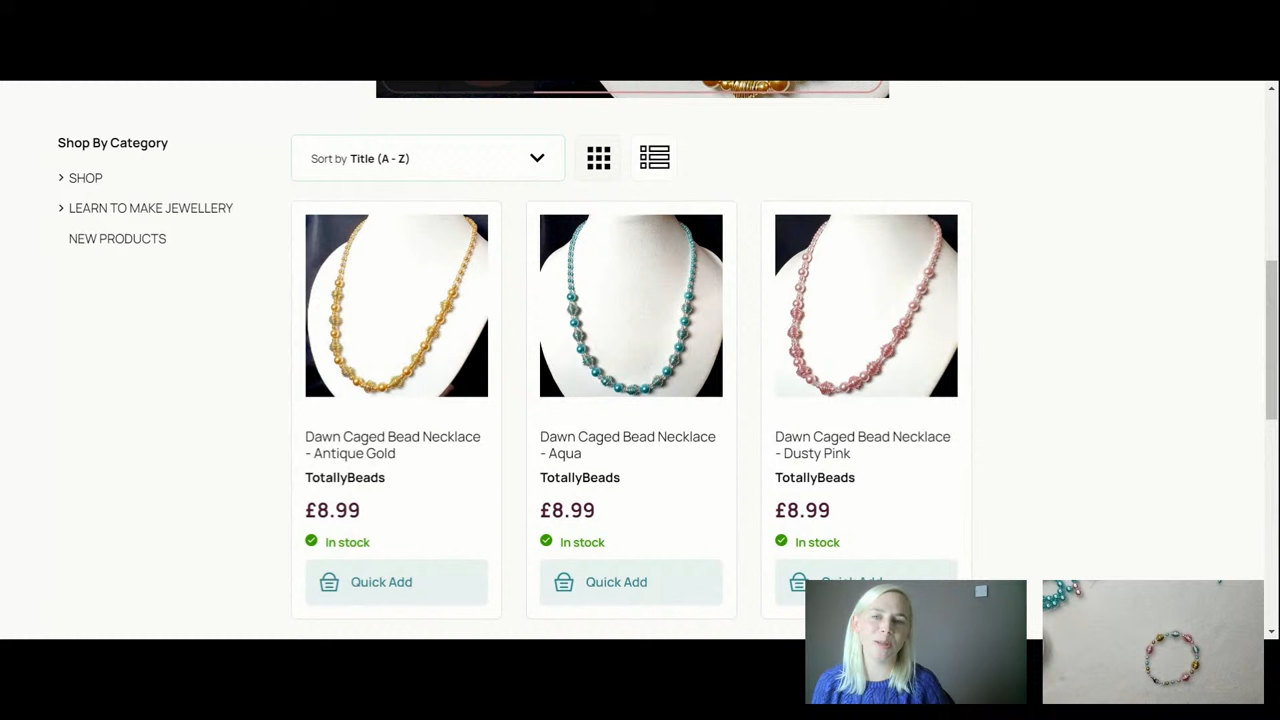 Shop By Category
SHOP
LEARN TO MAKE JEWELLERY
NEW PRODUCTS
Sort by Title (A - Z)
Dawn Caged Bead Necklace
- Antique Gold
TotallyBeads
£8.99
In stock
Quick Add
Dawn Caged Bead Necklace
- Aqua
TotallyBeads
£8.99
In stock
Quick Add
Dawn Caged Bead Necklace
- Dusty Pink
TotallyBeads
£8.99
In stock